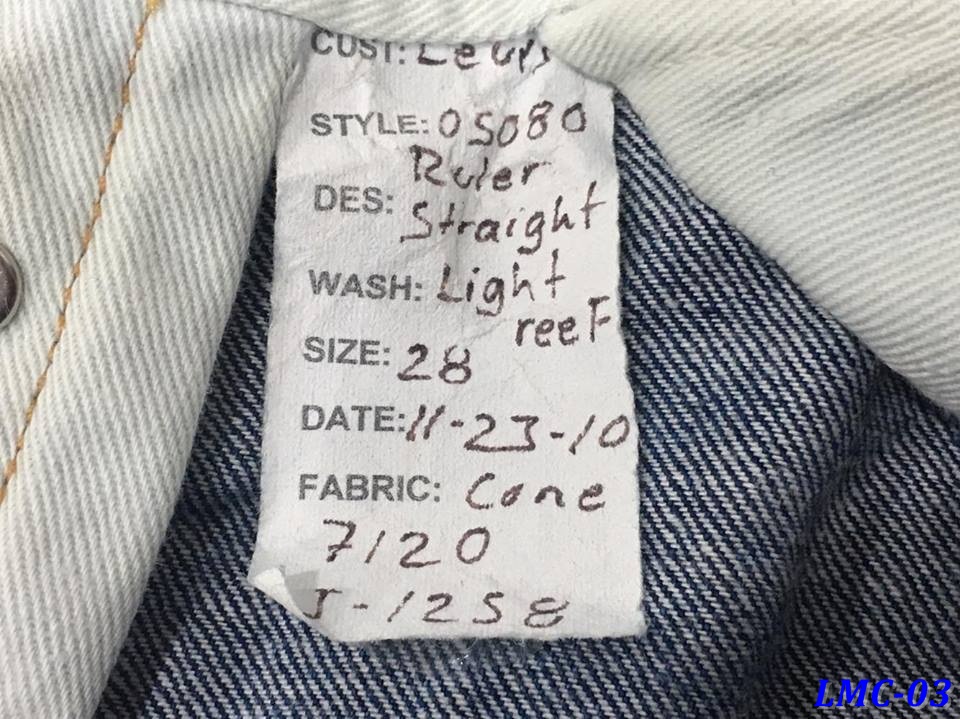 CUST: Levi's
STYLE: 0S080
DES: Ruler
Straight
WASH: Light
reeF
SIZE: 28
DATE: 11-23-10
FABRIC: Cone
7120
J-1258
LMC-03